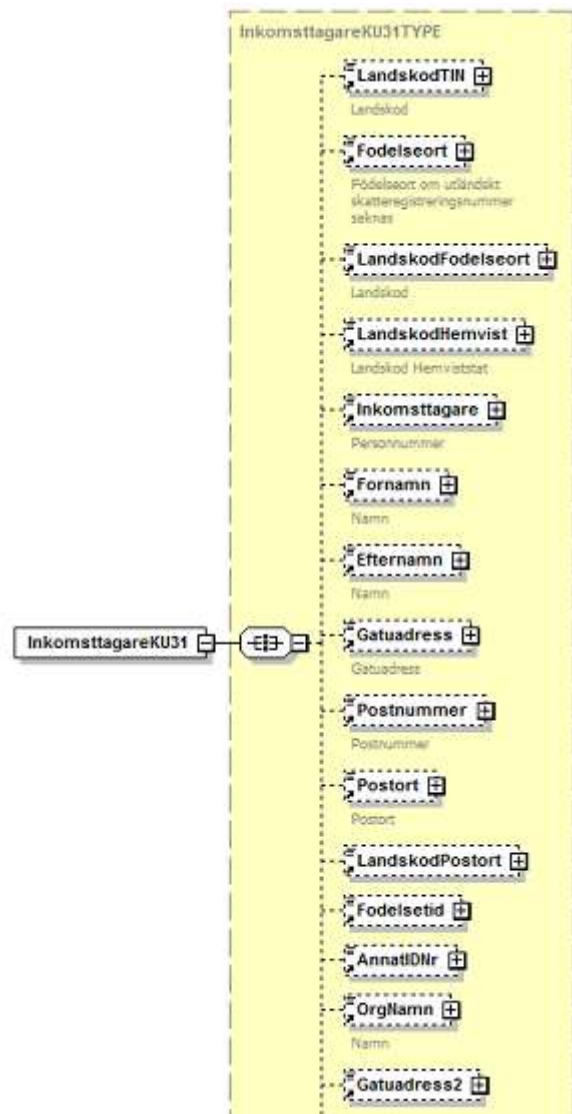 InkomsttagareKU31TYPE
LandskodTIN
Landskod
Fodelseort
Födelseort om utländskt
skatteregistreringsnummer
seknas
LandskodFodelseort
Landskod
LandskodHemvist
Landskod Hemviststat
Inkomsttagare
Personnummer
Fornamn
Namn
Efternamn
Namn
InkomsttagareKU31
Gatuadress
Gatuadress
Postnummer
Postnummer
Postort
Postort
LandskodPostort
Fodelsetid
AnnatIDNr
OrgNamn
Namn
Gatuadress2